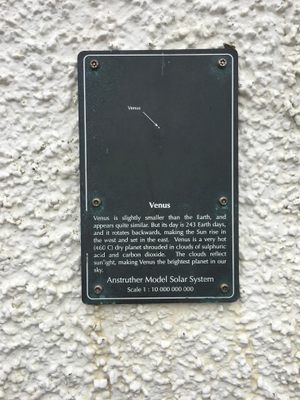 Venus
Venus
Venus is slightly smaller than the Earth, and
appears quite similar. But its day is 243 Earth days,
and it rotates backwards, making the Sun rise in
the west and set in the east. Venus is a very hot
(460 C) dry planet shrouded in clouds of sulphuric
acid and carbon dioxide. The clouds reflect
sunlight, making Venus the brightest planet in our
sky.
Anstruther Model Solar System
Scale 1 : 10 000 000 000